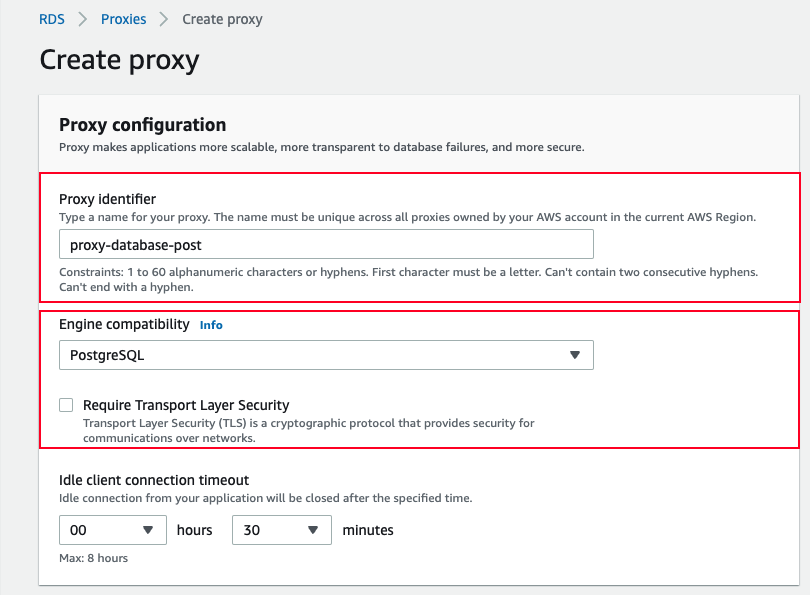 RDS > Proxies > Create proxy
Create proxy
Proxy configuration
Proxy makes applications more scalable, more transparent to database failures, and more secure.
Proxy identifier
Type a name for your proxy. The name must be unique across all proxies owned by your AWS account in the current AWS Region.
proxy-database-post
Constraints: 1 to 60 alphanumeric characters or hyphens. First character must be a letter. Can't contain two consecutive hyphens.
Can't end with a hyphen.
Engine compatibility Info
PostgreSQL
Require Transport Layer Security
Transport Layer Security (TLS) is a cryptographic protocol that provides security for
communications over networks.
Idle client connection timeout
Idle connection from your application will be closed after the specified time.
00 hours 30 minutes
Max: 8 hours